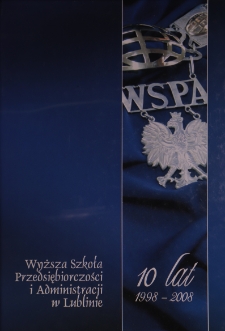 WSPA
Wyższa Szkoła
Przedsiębiorczości
i Administracji
w Lublinie
10 lat
1998 - 2008